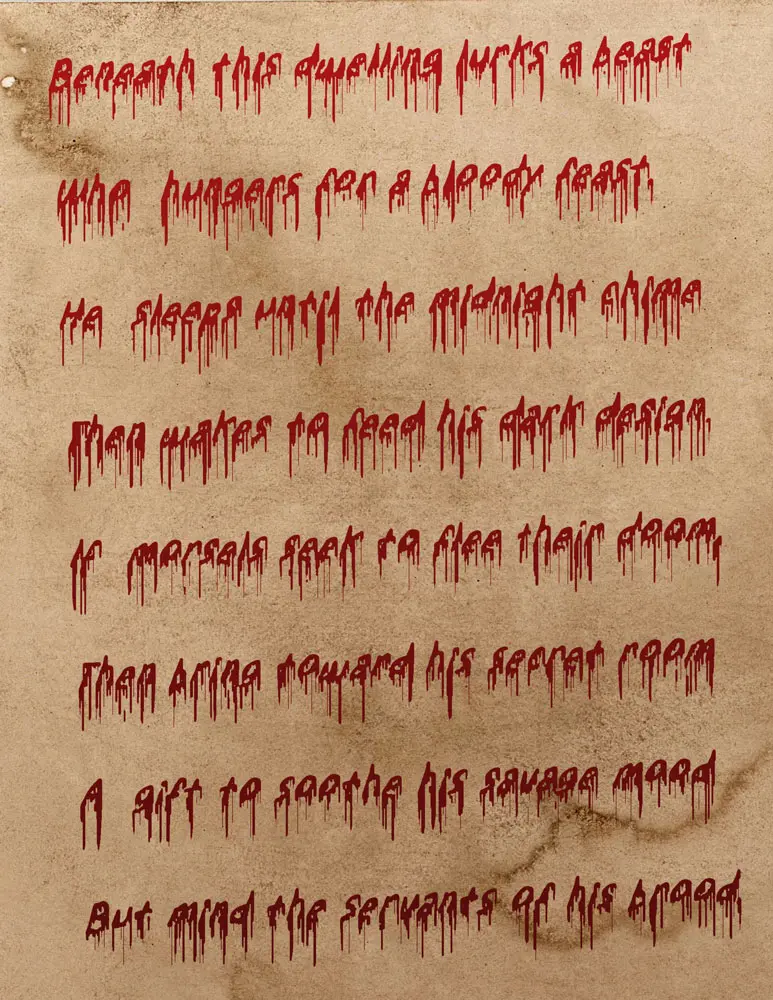 Beneath this dwelling lurks a beast
Who hungers for a bloody feast,
He sleeps until the midnight chime
Then wakes to feed his dark design,
If morsels seek to flee their doom,
Then bring toward his secret room
A gift to soothe his savage mood
But mind the servants of his brood,